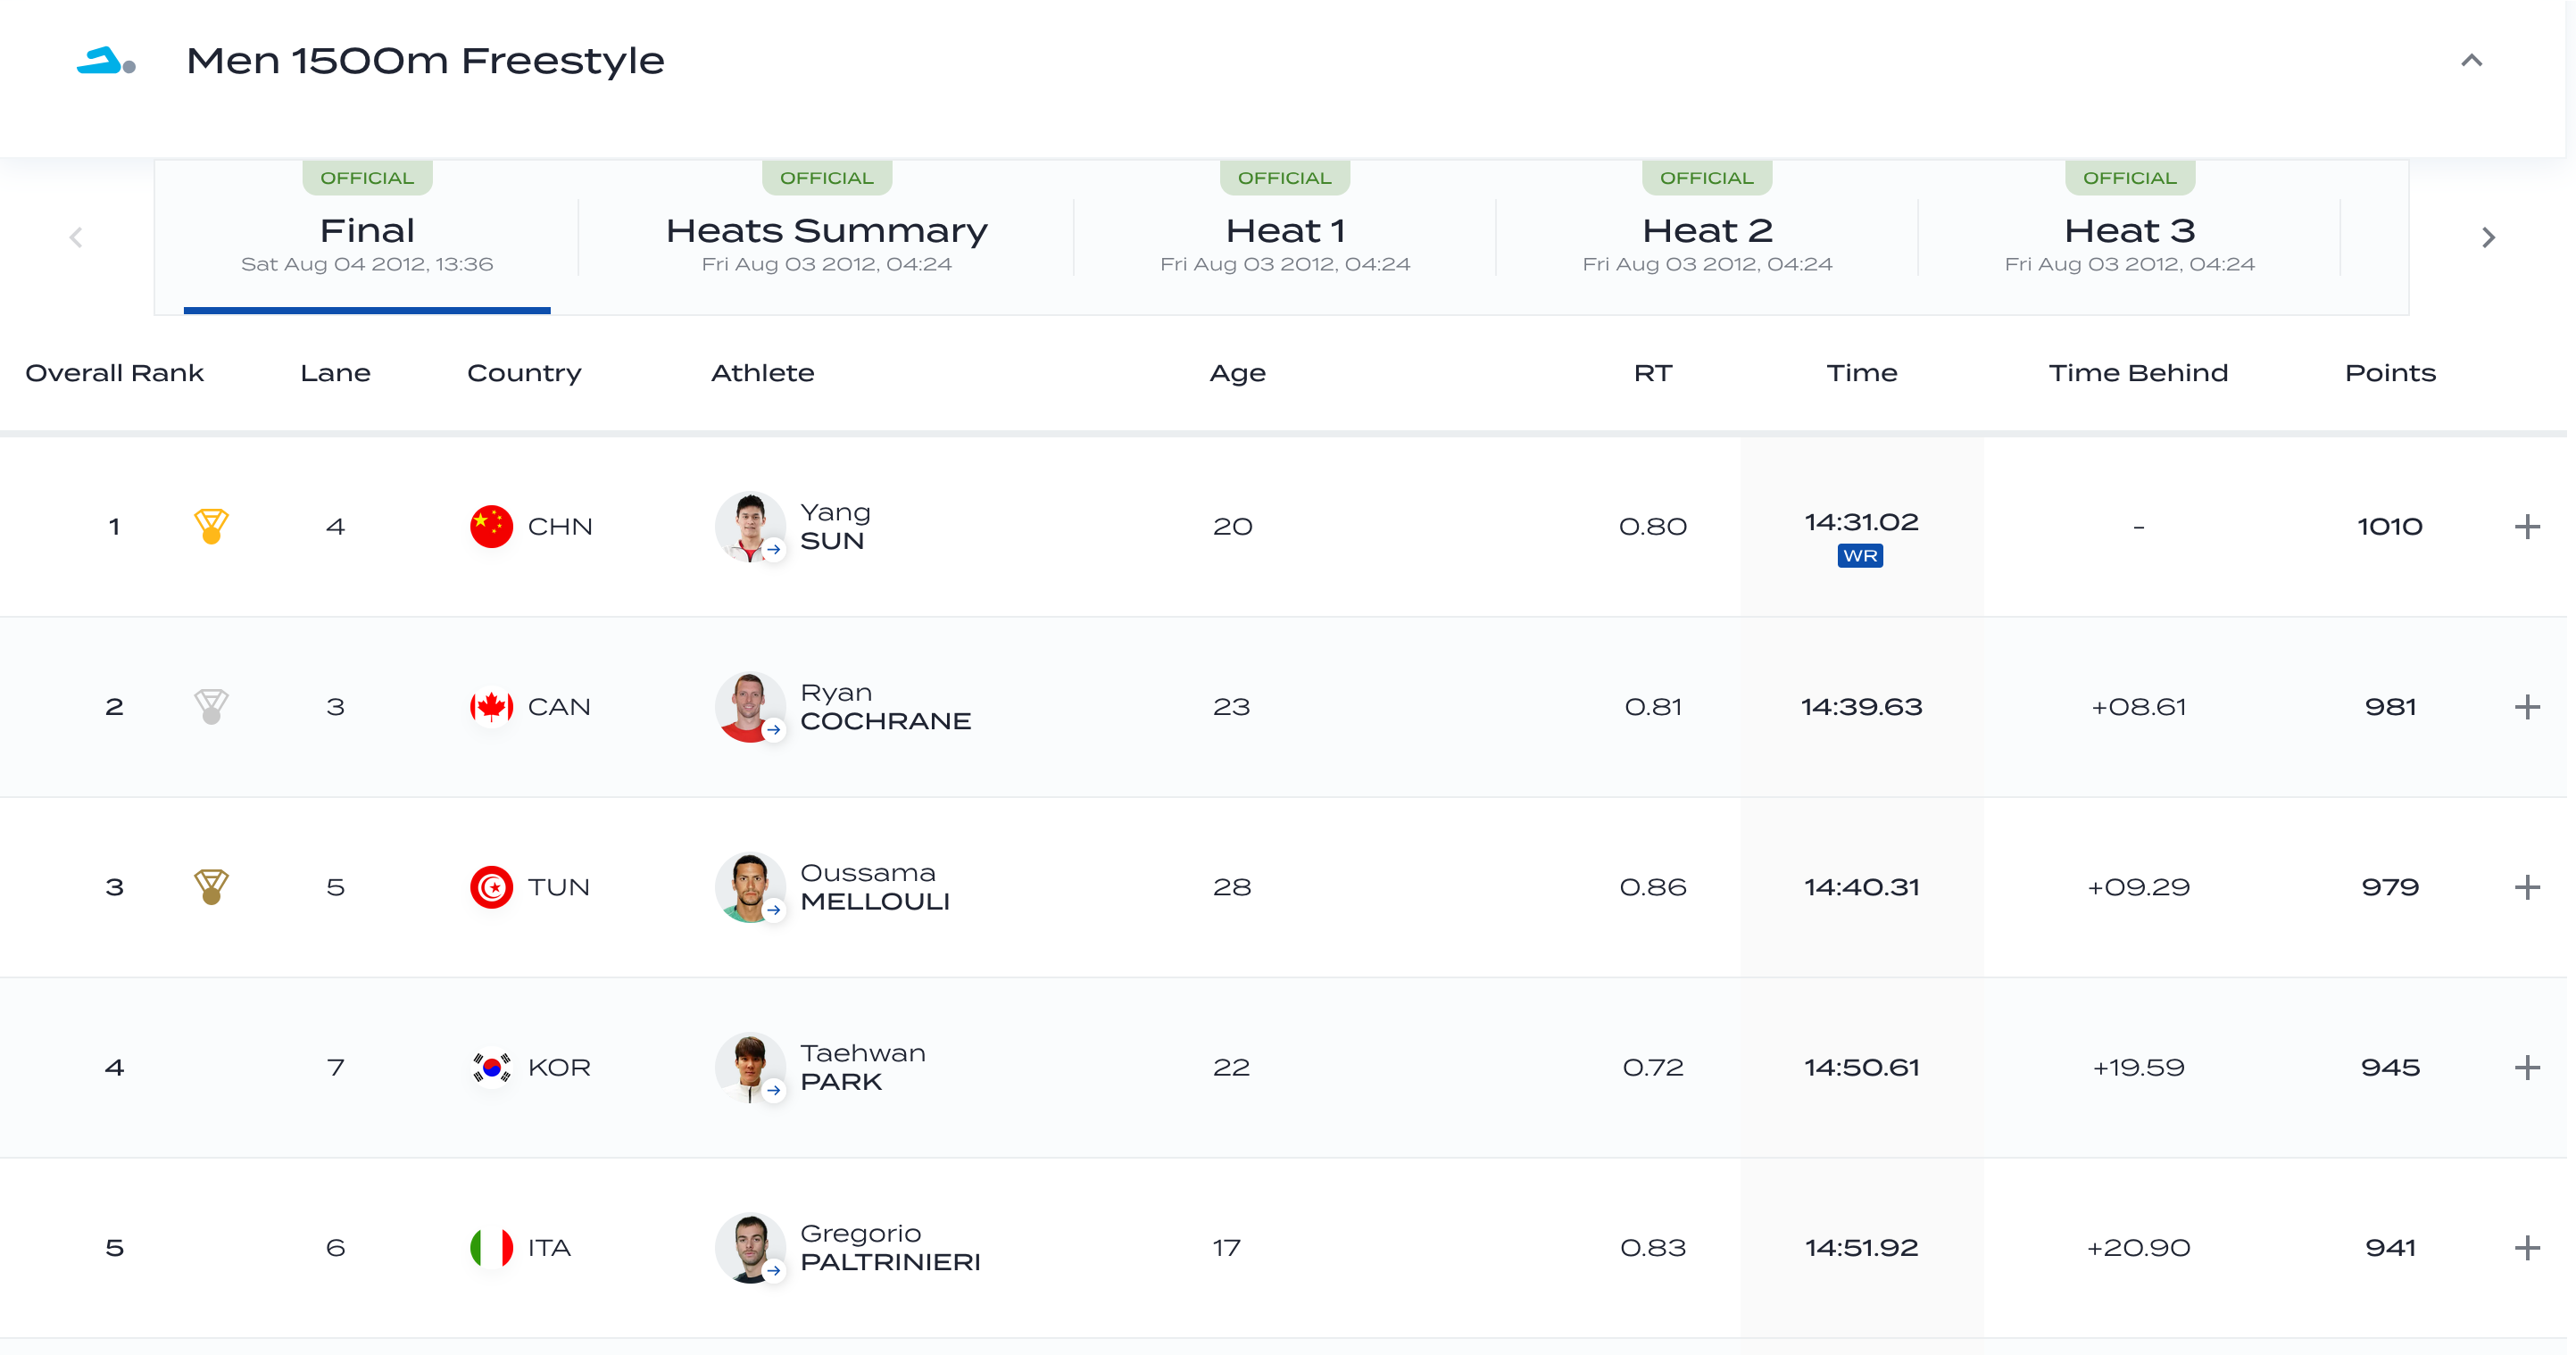 Men 1500m Freestyle
OFFICIAL OFFICIAL OFFICIAL OFFICIAL OFFICIAL
Final Heats Summary Heat 1 Heat 2 Heat 3
Sat Aug 04 2012, 13:36 Fri Aug 03 2012, 04:24 Fri Aug 03 2012, 04:24 Fri Aug 03 2012, 04:24 Fri Aug 03 2012, 04:24
Overall Rank Lane Country Athlete Age RT Time Time Behind Points
1 4 CHN Yang SUN 20 0.80 14:31.02 - 1010 +
WR
2 3 CAN Ryan COCHRANE 23 0.81 14:39.63 +08.61 981 +
3 5 TUN Oussama MELLOULI 28 0.86 14:40.31 +09.29 979 +
4 7 KOR Taehwan PARK 22 0.72 14:50.61 +19.59 945 +
5 6 ITA Gregorio PALTRINIERI 17 0.83 14:51.92 +20.90 941 +